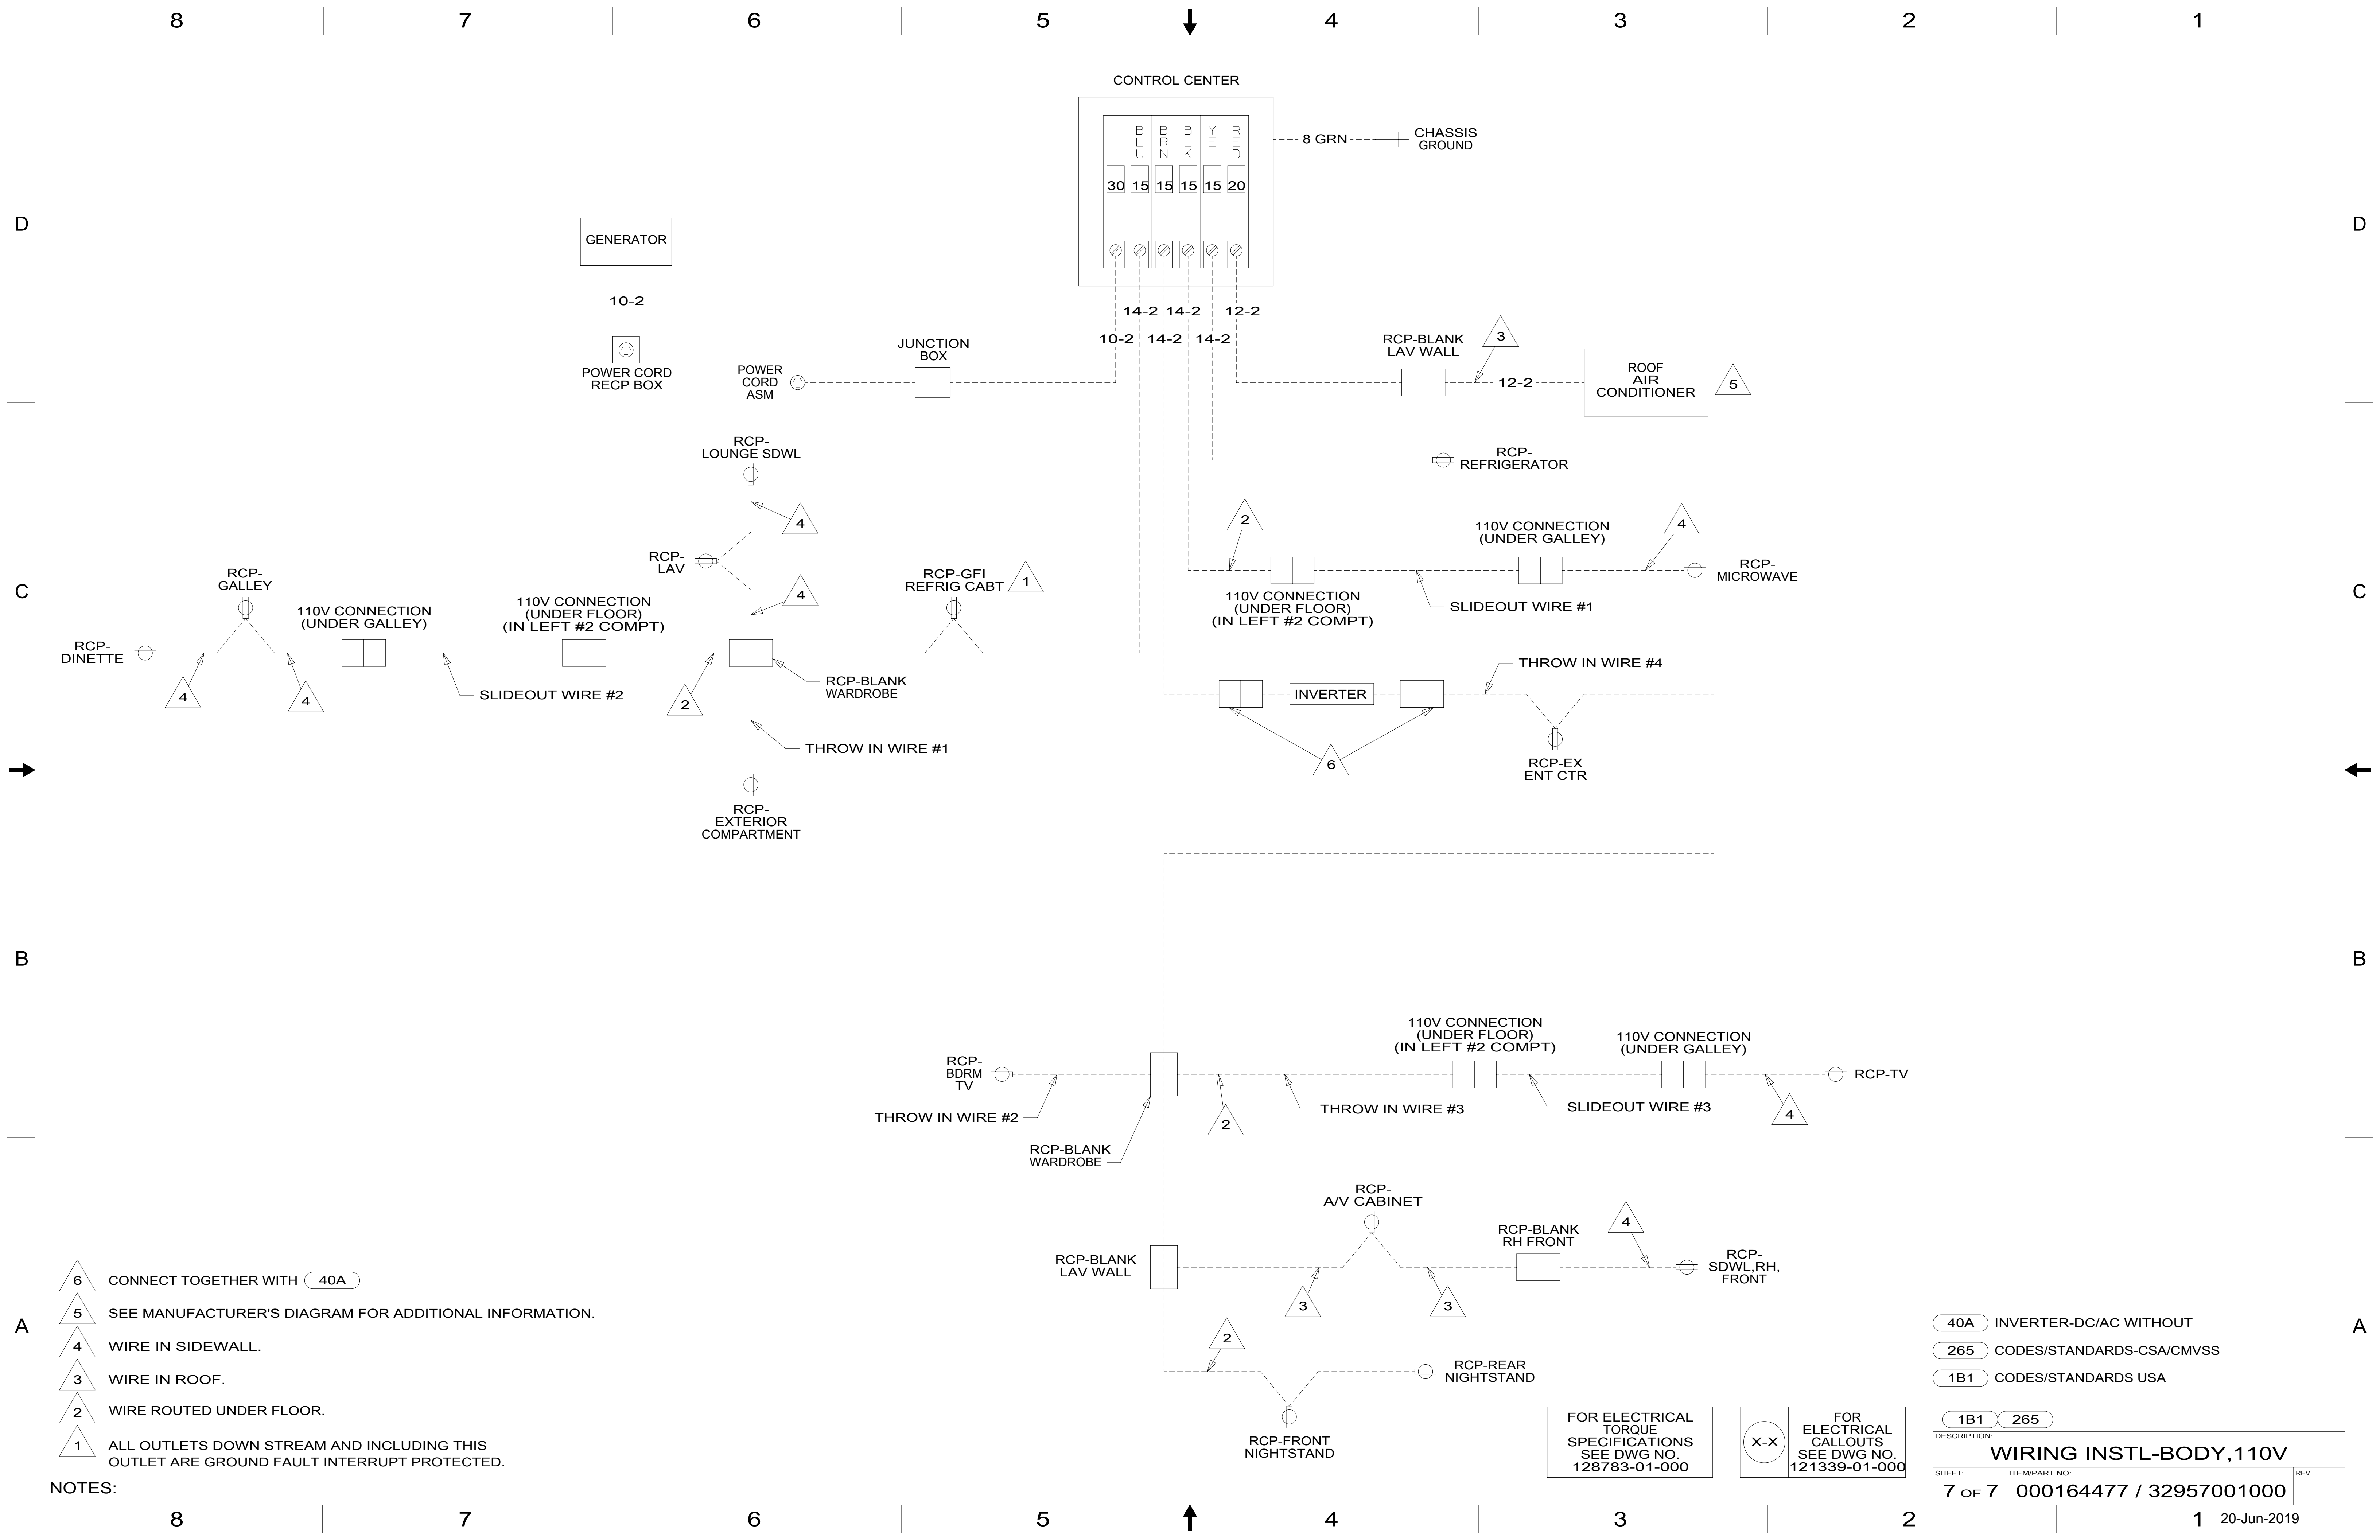 8 7 6 5 4 3 2 1
CONTROL CENTER
BLU BRN BLK YEL RED
30 15 15 15 15 20
8 GRN
CHASSIS
GROUND
D
D
GENERATOR
10-2
POWER CORD
RECP BOX
14-2 14-2 12-2
10-2 14-2 14-2
JUNCTION
BOX
POWER
CORD
ASM
RCP-BLANK
LAV WALL
3
12-2
ROOF
AIR
CONDITIONER
5
RCP-
LOUNGE SDWL
4
RCP-
REFRIGERATOR
2
110V CONNECTION
(UNDER FLOOR)
(IN LEFT #2 COMPT)
110V CONNECTION
(UNDER GALLEY)
4
RCP-
MICROWAVE
SLIDEOUT WIRE #1
C
C
RCP-
LAV
4
RCP-GFI
REFRIG CABT
1
RCP-
GALLEY
110V CONNECTION
(UNDER GALLEY)
110V CONNECTION
(UNDER FLOOR)
(IN LEFT #2 COMPT)
RCP-
DINETTE
4
4
SLIDEOUT WIRE #2
2
RCP-BLANK
WARDROBE
THROW IN WIRE #1
RCP-
EXTERIOR
COMPARTMENT
THROW IN WIRE #4
INVERTER
6
RCP-EX
ENT CTR
B
B
RCP-
BDRM
TV
THROW IN WIRE #2
RCP-BLANK
WARDROBE
2
THROW IN WIRE #3
110V CONNECTION
(UNDER FLOOR)
(IN LEFT #2 COMPT)
SLIDEOUT WIRE #3
110V CONNECTION
(UNDER GALLEY)
4
RCP-TV
RCP-
A/V CABINET
RCP-BLANK
LAV WALL
3
3
RCP-BLANK
RH FRONT
4
RCP-
SDWL,RH,
FRONT
2
RCP-REAR
NIGHTSTAND
RCP-FRONT
NIGHTSTAND
A
A
6 CONNECT TOGETHER WITH 40A
5 SEE MANUFACTURER'S DIAGRAM FOR ADDITIONAL INFORMATION.
4 WIRE IN SIDEWALL.
3 WIRE IN ROOF.
2 WIRE ROUTED UNDER FLOOR.
1 ALL OUTLETS DOWN STREAM AND INCLUDING THIS
OUTLET ARE GROUND FAULT INTERRUPT PROTECTED.
NOTES:
40A INVERTER-DC/AC WITHOUT
265 CODES/STANDARDS-CSA/CMVSS
1B1 CODES/STANDARDS USA
1B1 265
FOR ELECTRICAL
TORQUE
SPECIFICATIONS
SEE DWG NO.
128783-01-000
X-X
FOR
ELECTRICAL
CALLOUTS
SEE DWG NO.
121339-01-000
DESCRIPTION:
WIRING INSTL-BODY,110V
SHEET: ITEM/PART NO: REV
7 OF 7 000164477 / 32957001000
8 7 6 5 4 3 2 1
20-Jun-2019